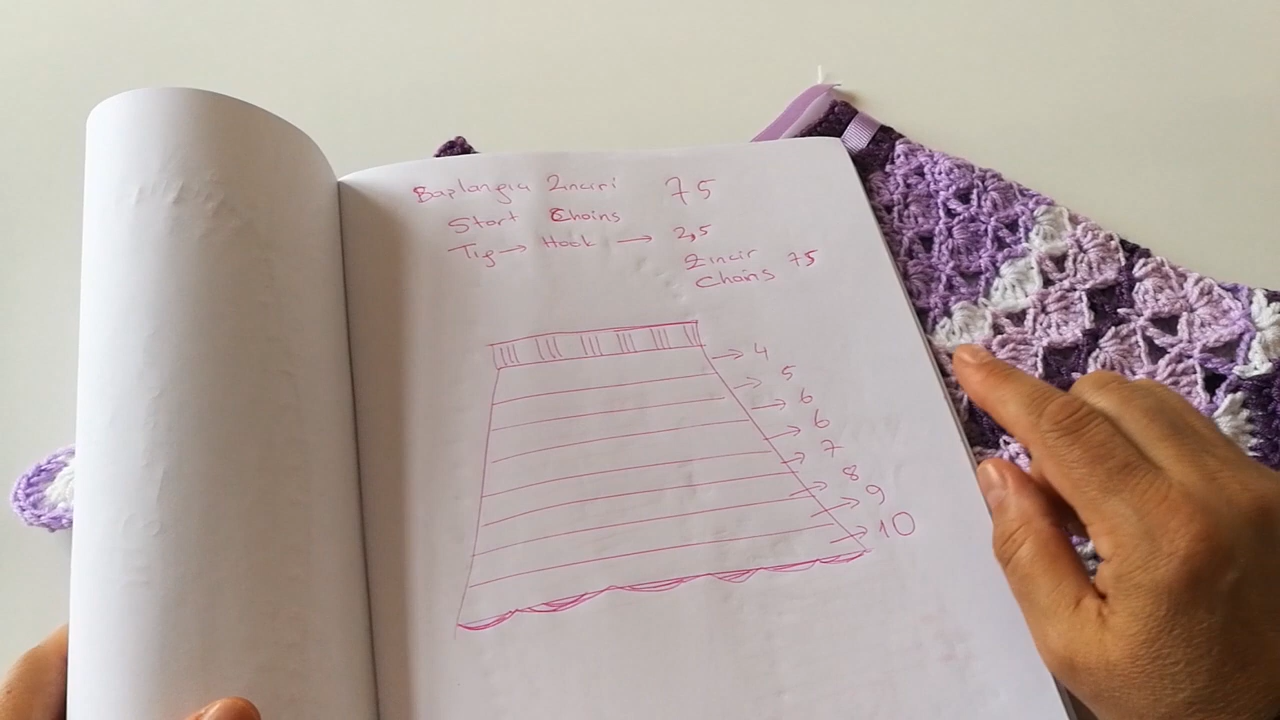 Başlangıç Zinciri 75
Start Chains
Tığ → Hook → 2,5
Zincir 75
Chains
→ 4
→ 5
→ 6
→ 6
→ 7
→ 8
→ 9
→ 10